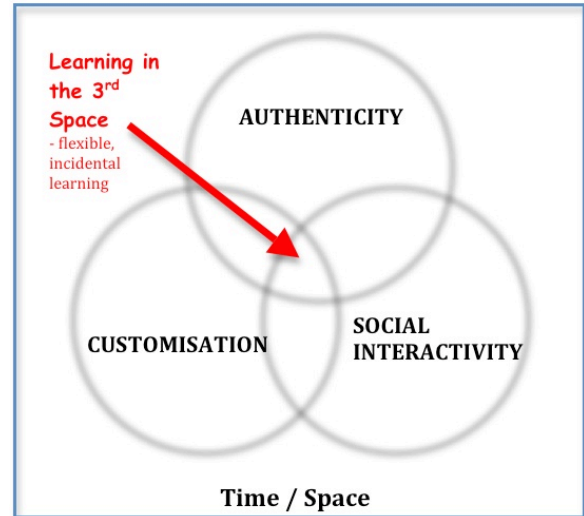 Learning in
the 3rd
Space
- flexible,
incidental
learning
AUTHENTICITY
CUSTOMISATION
SOCIAL
INTERACTIVITY
Time / Space